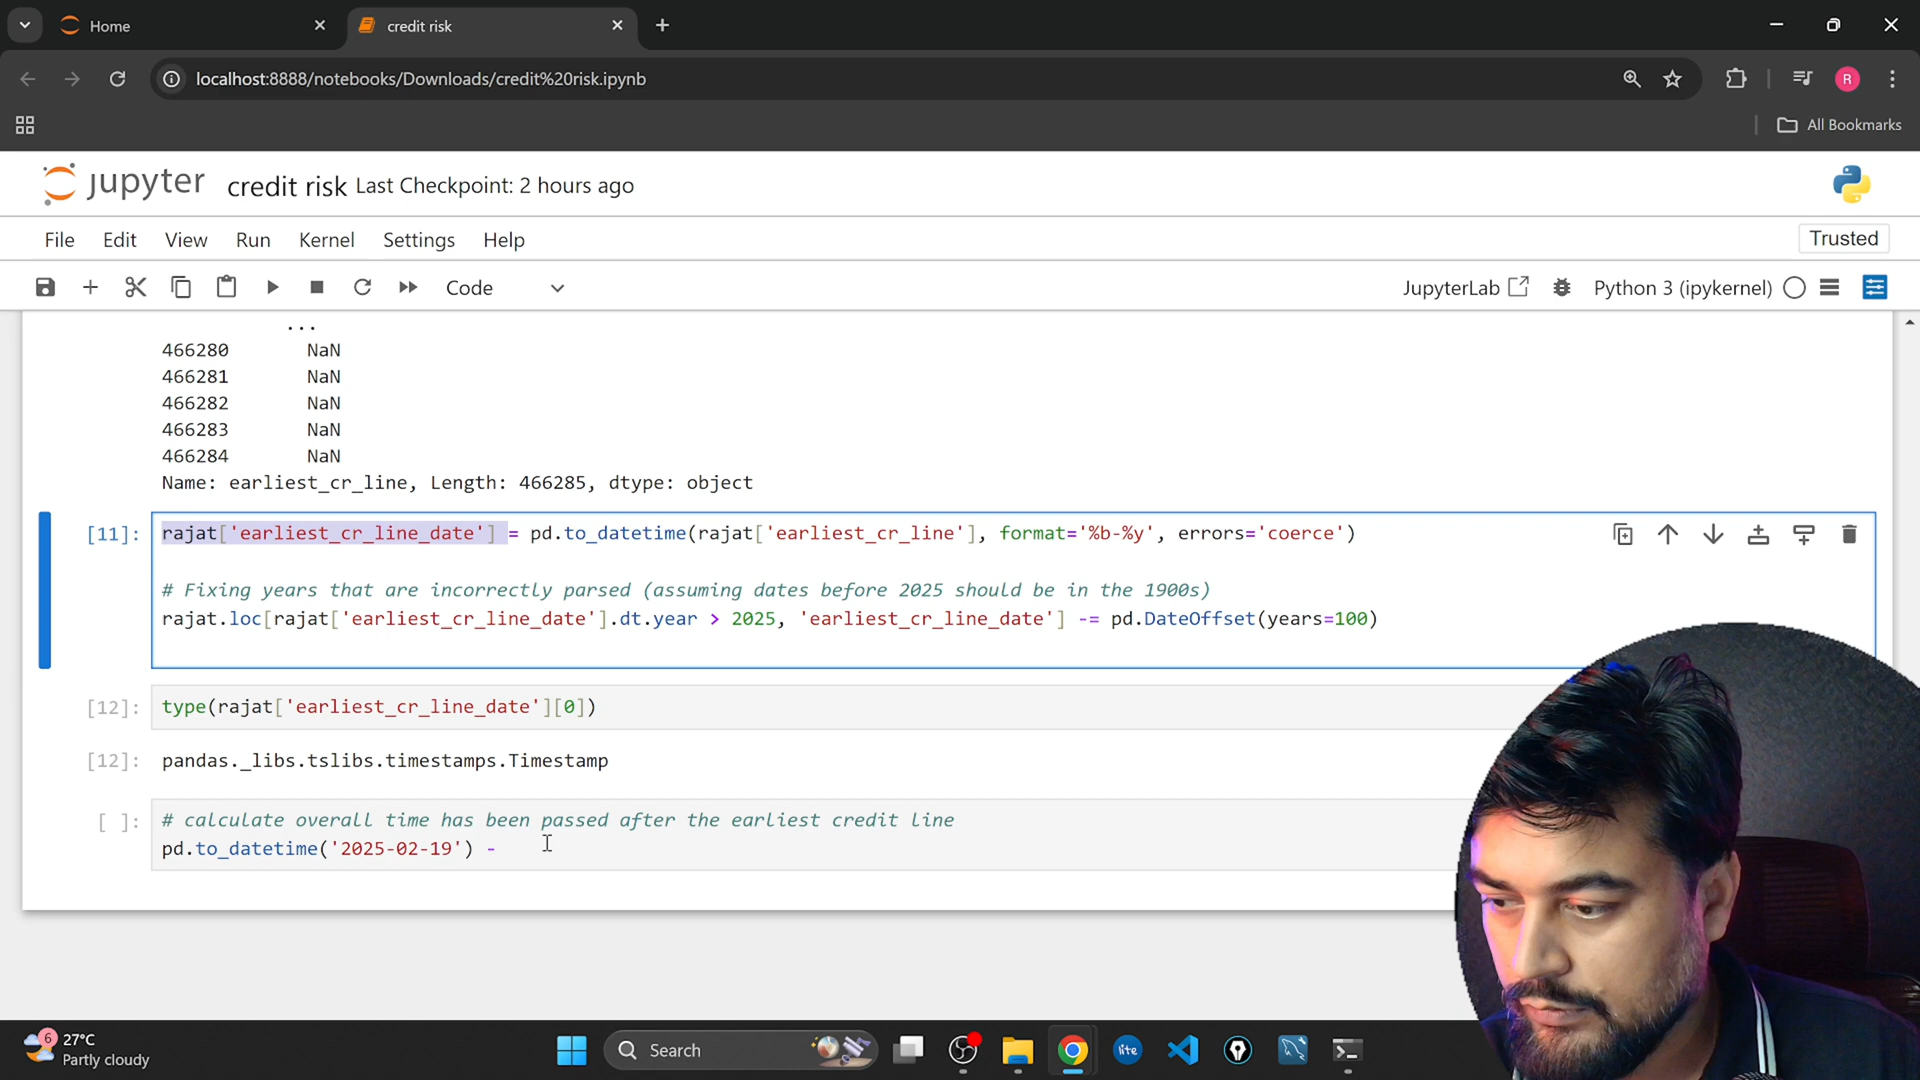 Home
credit risk
localhost:8888/notebooks/Downloads/credit%20risk.ipynb
R
All Bookmarks
jupyter credit risk Last Checkpoint: 2 hours ago
File Edit View Run Kernel Settings Help
Trusted
Code
JupyterLab
Python 3 (ipykernel)
...
466280 NaN
466281 NaN
466282 NaN
466283 NaN
466284 NaN
Name: earliest_cr_line, Length: 466285, dtype: object
[11]: rajat['earliest_cr_line_date'] = pd.to_datetime(rajat['earliest_cr_line'], format='%b-%y', errors='coerce')
# Fixing years that are incorrectly parsed (assuming dates before 2025 should be in the 1900s)
rajat.loc[rajat['earliest_cr_line_date'].dt.year > 2025, 'earliest_cr_line_date'] -= pd.DateOffset(years=100)
[12]: type(rajat['earliest_cr_line_date'][0])
[12]: pandas._libs.tslibs.timestamps.Timestamp
[ ]: # calculate overall time has been passed after the earliest credit line
pd.to_datetime('2025-02-19') -
6
27°C
Partly cloudy
Search
lite